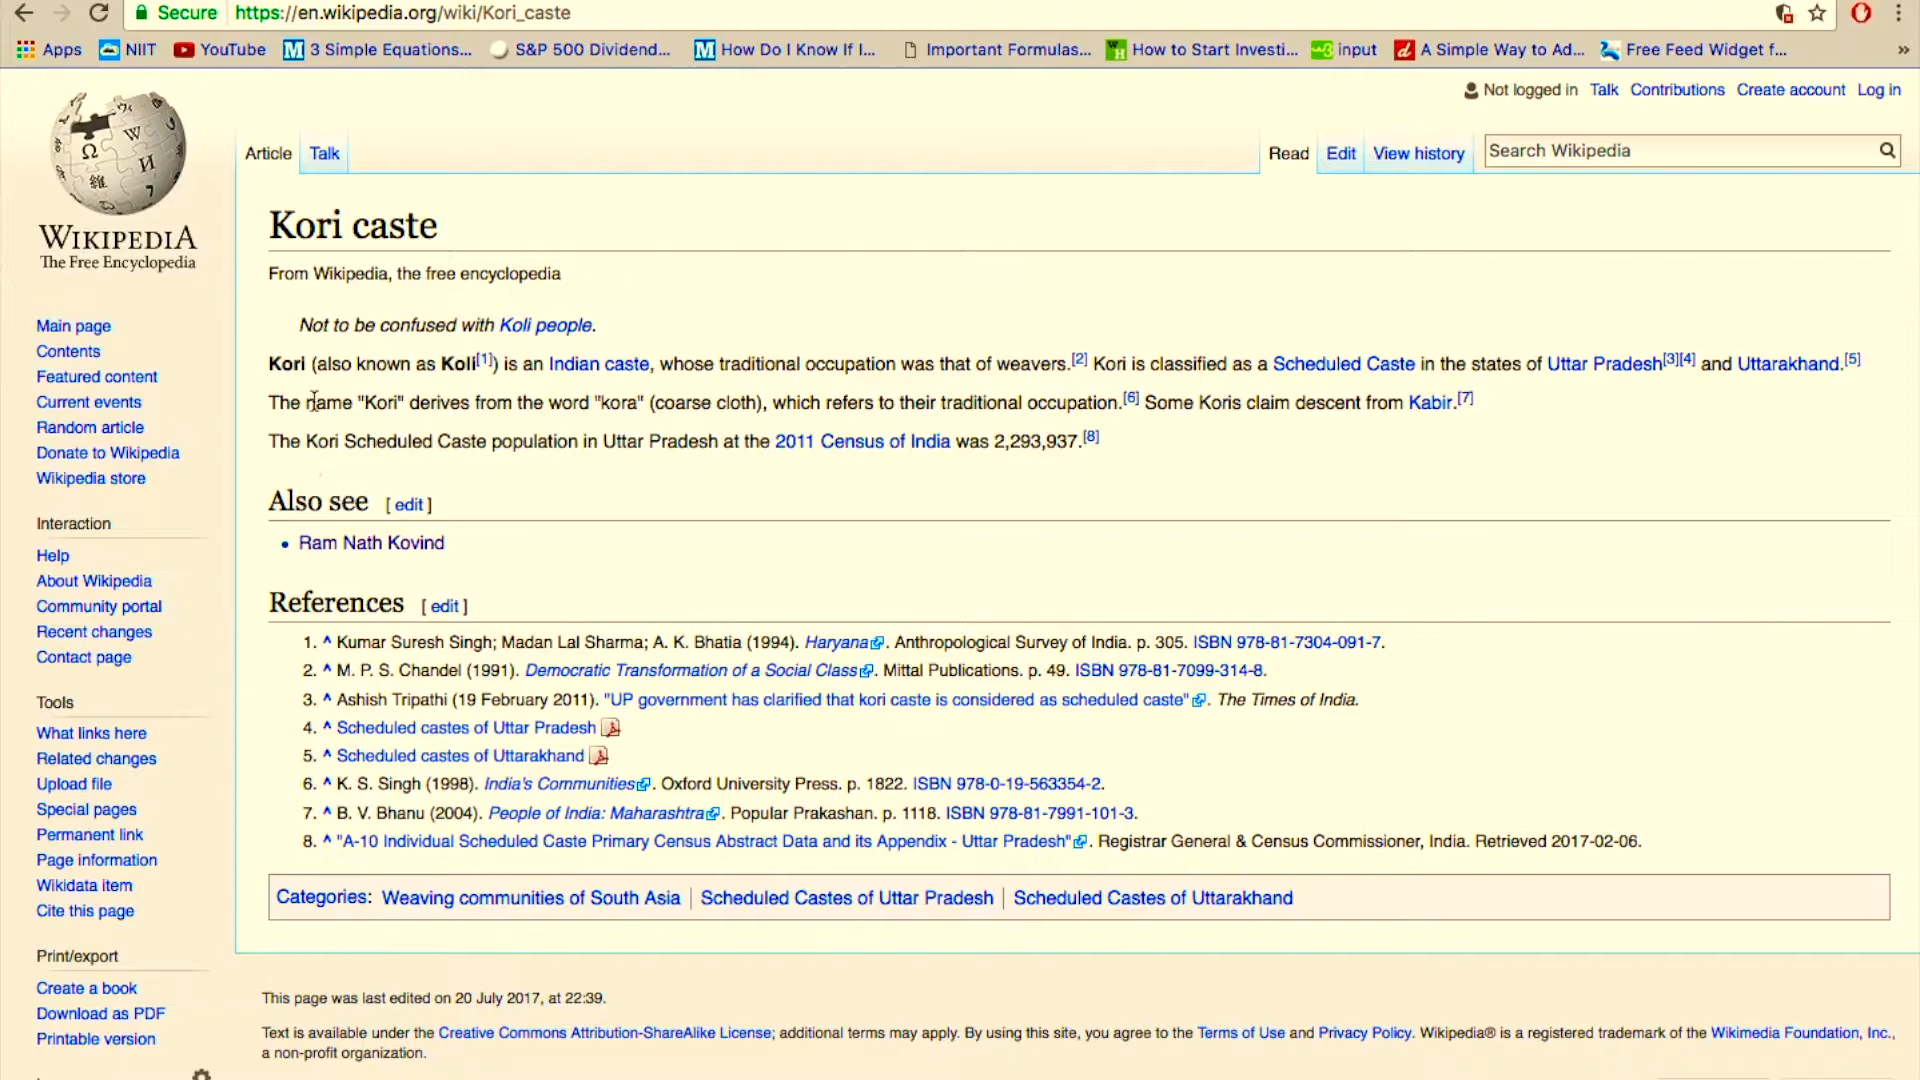 Secure https://en.wikipedia.org/wiki/Kori_caste
Apps NIIT YouTube 3 Simple Equations... S&P 500 Dividend... How Do I Know If I... Important Formulas... How to Start Investi... input A Simple Way to Ad... Free Feed Widget f... »
Not logged in Talk Contributions Create account Log in
Article Talk Read Edit View history Search Wikipedia
WIKIPEDIA
The Free Encyclopedia
Main page
Contents
Featured content
Current events
Random article
Donate to Wikipedia
Wikipedia store
Interaction
Help
About Wikipedia
Community portal
Recent changes
Contact page
Tools
What links here
Related changes
Upload file
Special pages
Permanent link
Page information
Wikidata item
Cite this page
Print/export
Create a book
Download as PDF
Printable version
Kori caste
From Wikipedia, the free encyclopedia
Not to be confused with Koli people.
Kori (also known as Koli[1]) is an Indian caste, whose traditional occupation was that of weavers.[2] Kori is classified as a Scheduled Caste in the states of Uttar Pradesh[3][4] and Uttarakhand.[5]
The name "Kori" derives from the word "kora" (coarse cloth), which refers to their traditional occupation.[6] Some Koris claim descent from Kabir.[7]
The Kori Scheduled Caste population in Uttar Pradesh at the 2011 Census of India was 2,293,937.[8]
Also see [ edit ]
• Ram Nath Kovind
References [ edit ]
1. ^ Kumar Suresh Singh; Madan Lal Sharma; A. K. Bhatia (1994). Haryana. Anthropological Survey of India. p. 305. ISBN 978-81-7304-091-7.
2. ^ M. P. S. Chandel (1991). Democratic Transformation of a Social Class. Mittal Publications. p. 49. ISBN 978-81-7099-314-8.
3. ^ Ashish Tripathi (19 February 2011). "UP government has clarified that kori caste is considered as scheduled caste". The Times of India.
4. ^ Scheduled castes of Uttar Pradesh
5. ^ Scheduled castes of Uttarakhand
6. ^ K. S. Singh (1998). India's Communities. Oxford University Press. p. 1822. ISBN 978-0-19-563354-2.
7. ^ B. V. Bhanu (2004). People of India: Maharashtra. Popular Prakashan. p. 1118. ISBN 978-81-7991-101-3.
8. ^ "A-10 Individual Scheduled Caste Primary Census Abstract Data and its Appendix - Uttar Pradesh". Registrar General & Census Commissioner, India. Retrieved 2017-02-06.
Categories: Weaving communities of South Asia | Scheduled Castes of Uttar Pradesh | Scheduled Castes of Uttarakhand
This page was last edited on 20 July 2017, at 22:39.
Text is available under the Creative Commons Attribution-ShareAlike License; additional terms may apply. By using this site, you agree to the Terms of Use and Privacy Policy. Wikipedia® is a registered trademark of the Wikimedia Foundation, Inc.,
a non-profit organization.